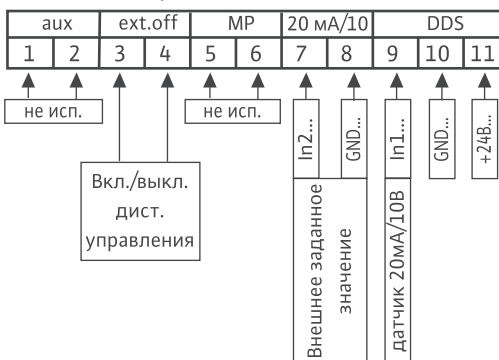 aux ext.off MP 20 мА/10 DDS
1 2 3 4 5 6 7 8 9 10 11
не исп.
не исп.
In2...
GND...
In1...
GND...
+24В...
Вкл./выкл.
дист.
управления
Внешнее заданное
значение
датчик 20мА/10В